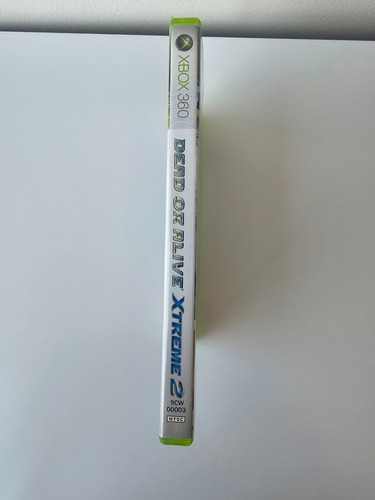 XBOX 360
DEAD OR ALIVE XTREME 2
9CW
00003
NTSC